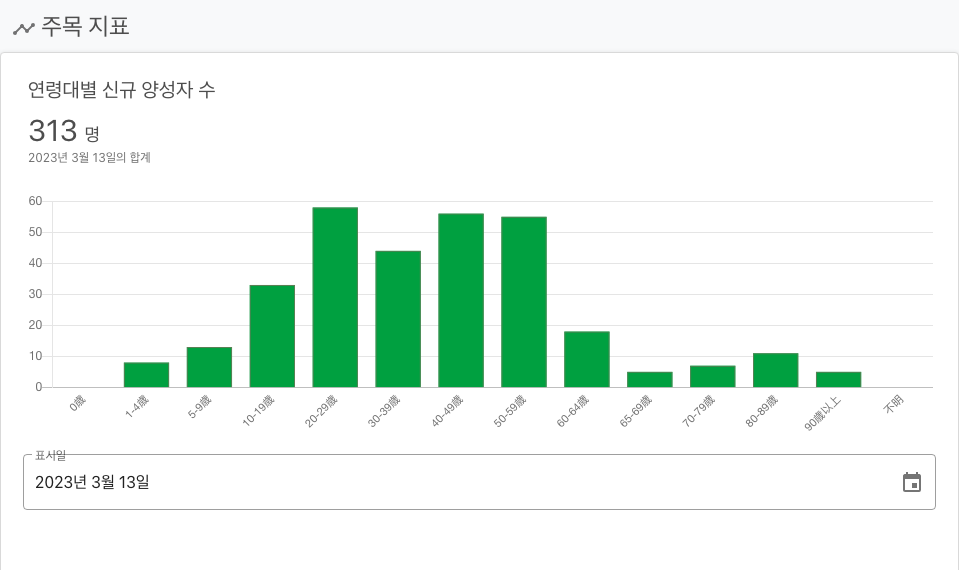 주목 지표
연령대별 신규 양성자 수
313 명
2023년 3월 13일의 합계
60
50
40
30
20
10
0
0歳
1-4歳
5-9歳
10-19歳
20-29歳
30-39歳
40-49歳
50-59歳
60-64歳
65-69歳
70-79歳
80-89歳
90歳以上
不明
표시일
2023년 3월 13일